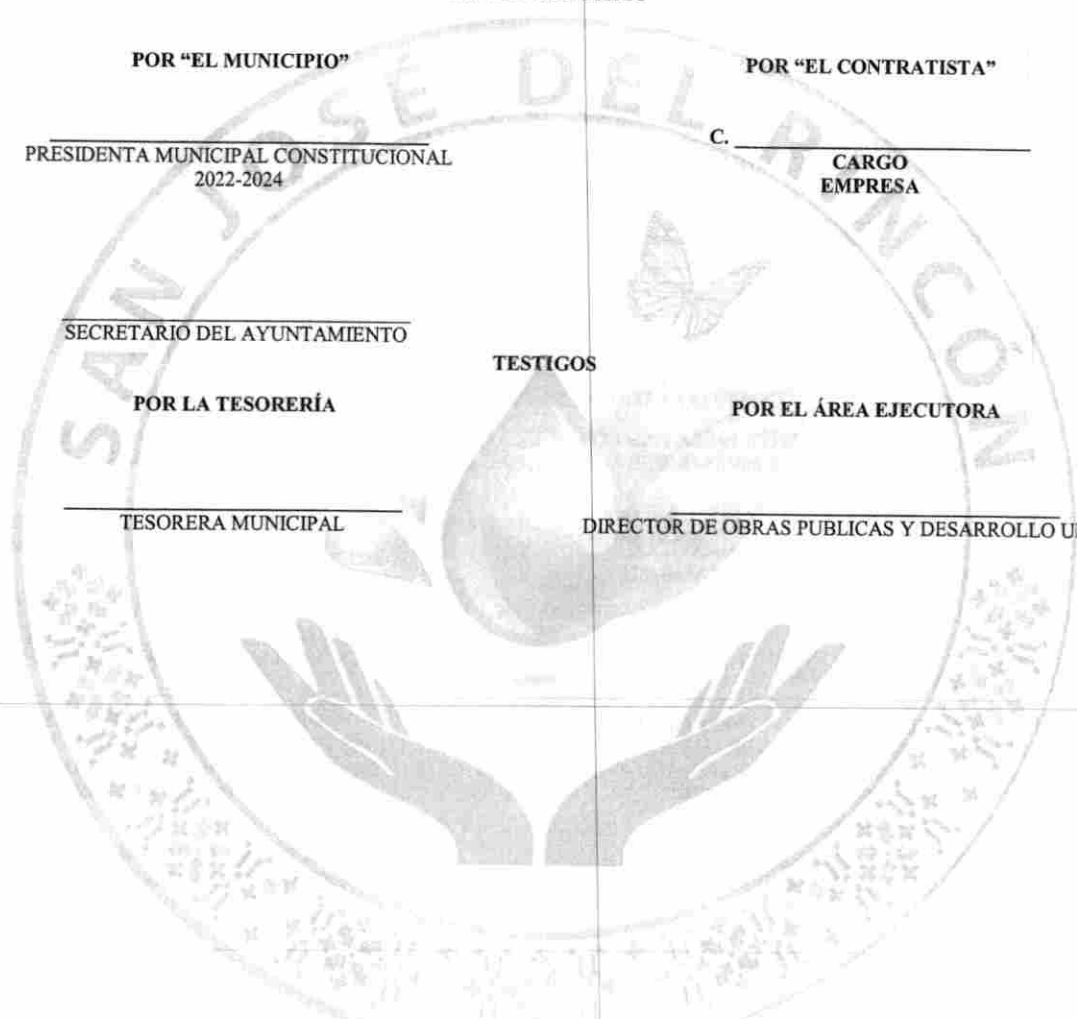 POR “EL MUNICIPIO”
POR “EL CONTRATISTA”
C.
PRESIDENTA MUNICIPAL CONSTITUCIONAL
2022-2024
CARGO
EMPRESA
SECRETARIO DEL AYUNTAMIENTO
TESTIGOS
POR LA TESORERÍA
POR EL ÁREA EJECUTORA
TESORERA MUNICIPAL
DIRECTOR DE OBRAS PUBLICAS Y DESARROLLO
SAN JOSÉ DEL RINCÓN